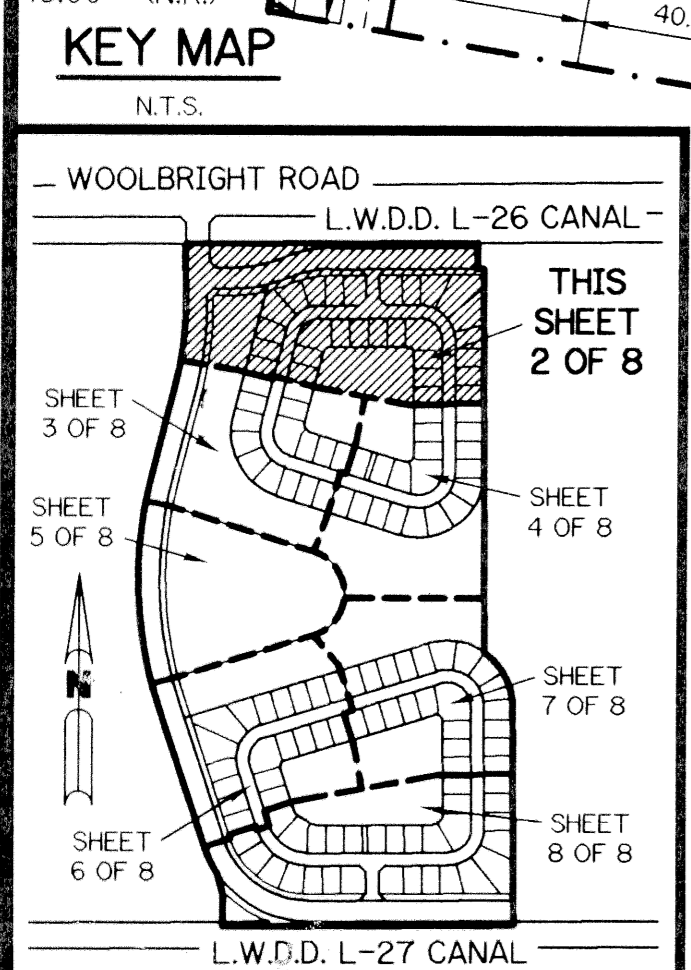 40.
KEY MAP
N.T.S.
WOOLBRIGHT ROAD
L.W.D.D. L-26 CANAL
THIS
SHEET
2 OF 8
SHEET
3 OF 8
SHEET
4 OF 8
SHEET
5 OF 8
N
SHEET
7 OF 8
SHEET
6 OF 8
SHEET
8 OF 8
L.W.D.D. L-27 CANAL